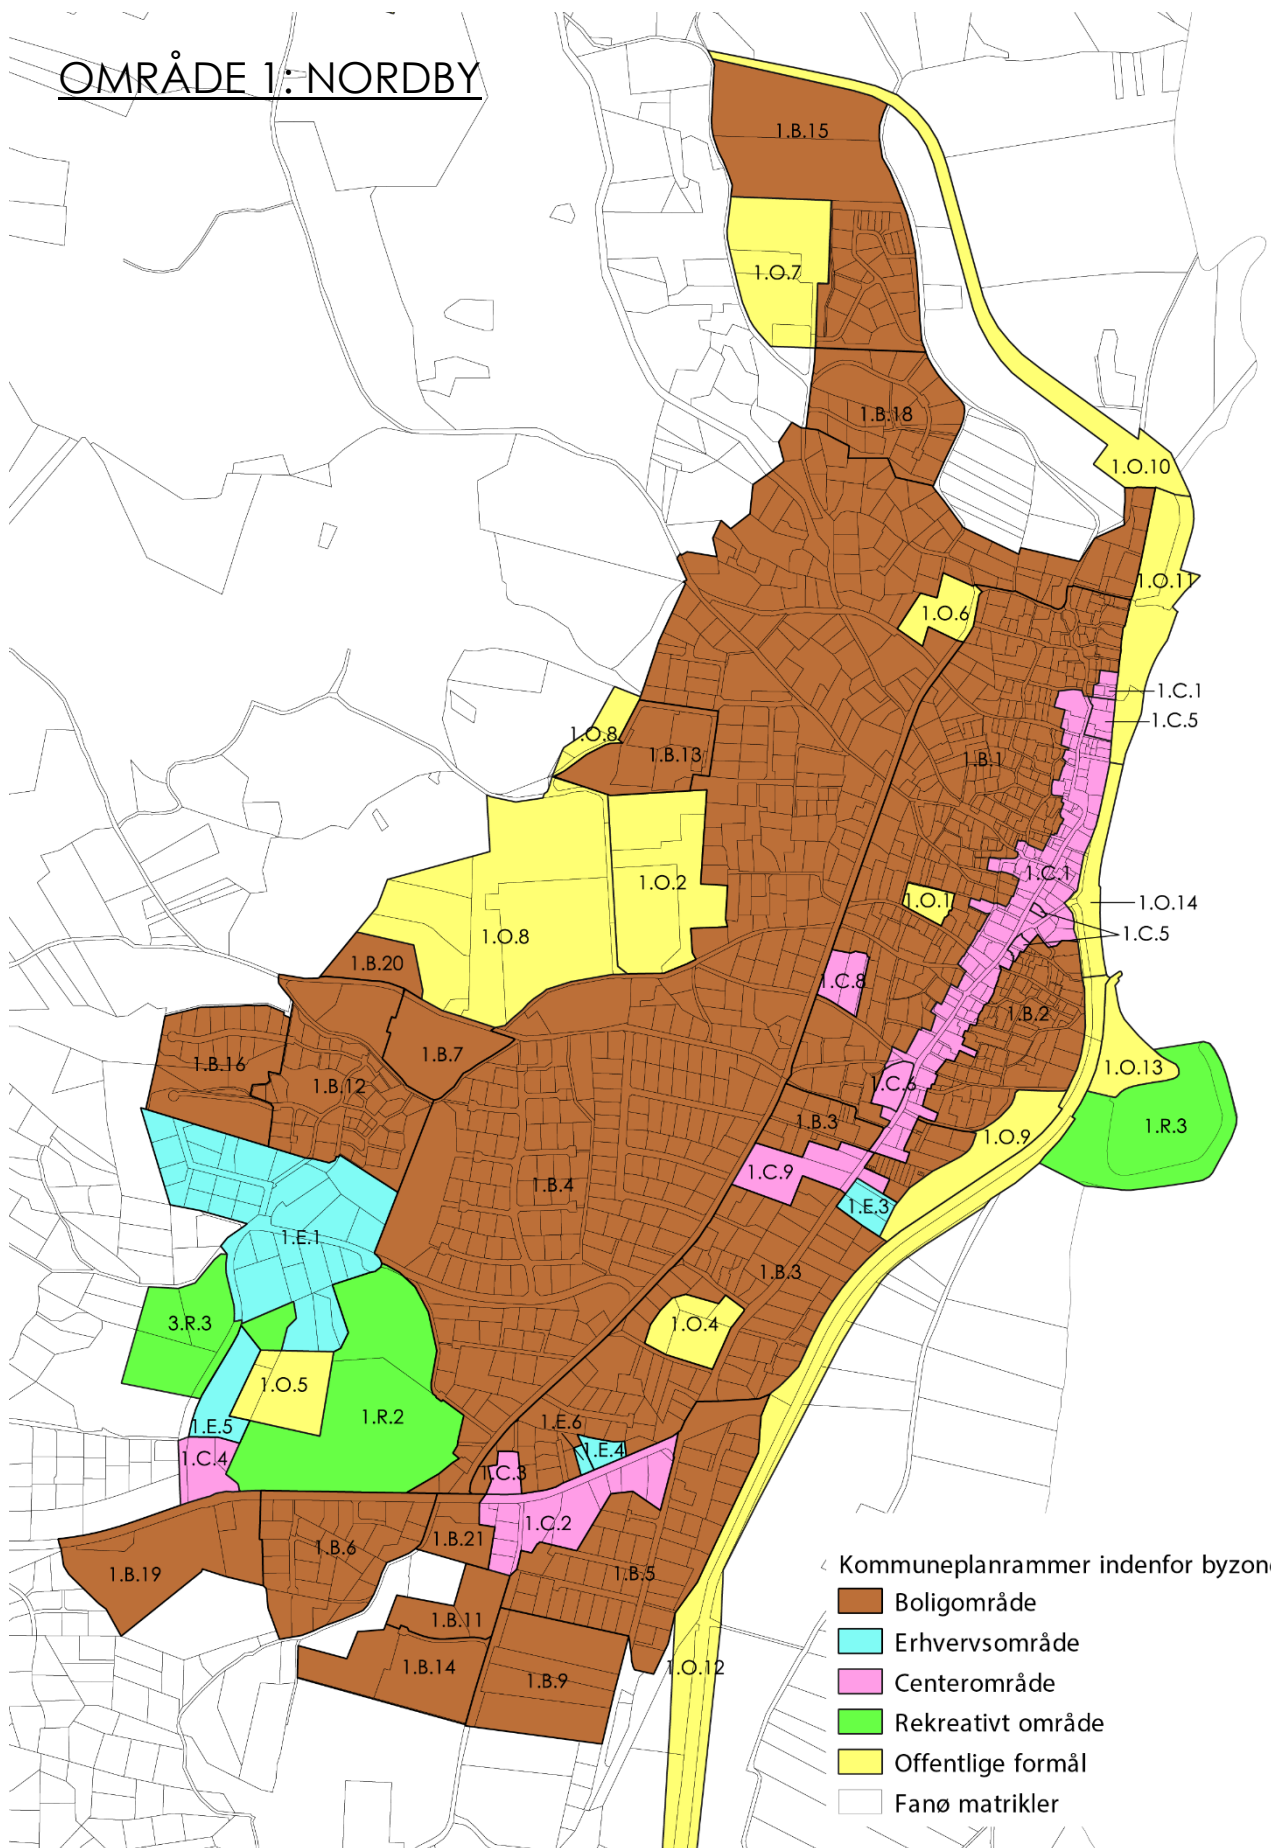 OMRÅDE 1: NORDBY
1.B.15
1.O.7
1.B.18
1.O.10
1.O.11
1.O.6
1.C.1
1.C.5
1.O.8
1.B.13
1.B.1
1.C.1
1.O.2
1.O.1
1.O.14
1.O.8
1.C.5
1.B.20
1.C.8
1.B.2
1.B.7
1.B.16
1.B.12
1.C.6
1.O.13
1.B.3
1.O.9
1.R.3
1.C.9
1.B.4
1.E.3
1.E.1
1.B.3
3.R.3
1.O.4
1.O.5
1.R.2
1.E.6
1.E.5
1.E.4
1.C.4
1.C.3
1.C.2
1.B.21
1.B.6
1.B.19
1.B.5
1.B.11
1.B.14
1.B.9
1.O.12
Kommuneplanrammer indenfor byzone
Boligområde
Erhvervsområde
Centerområde
Rekreativt område
Offentlige formål
Fanø matrikler